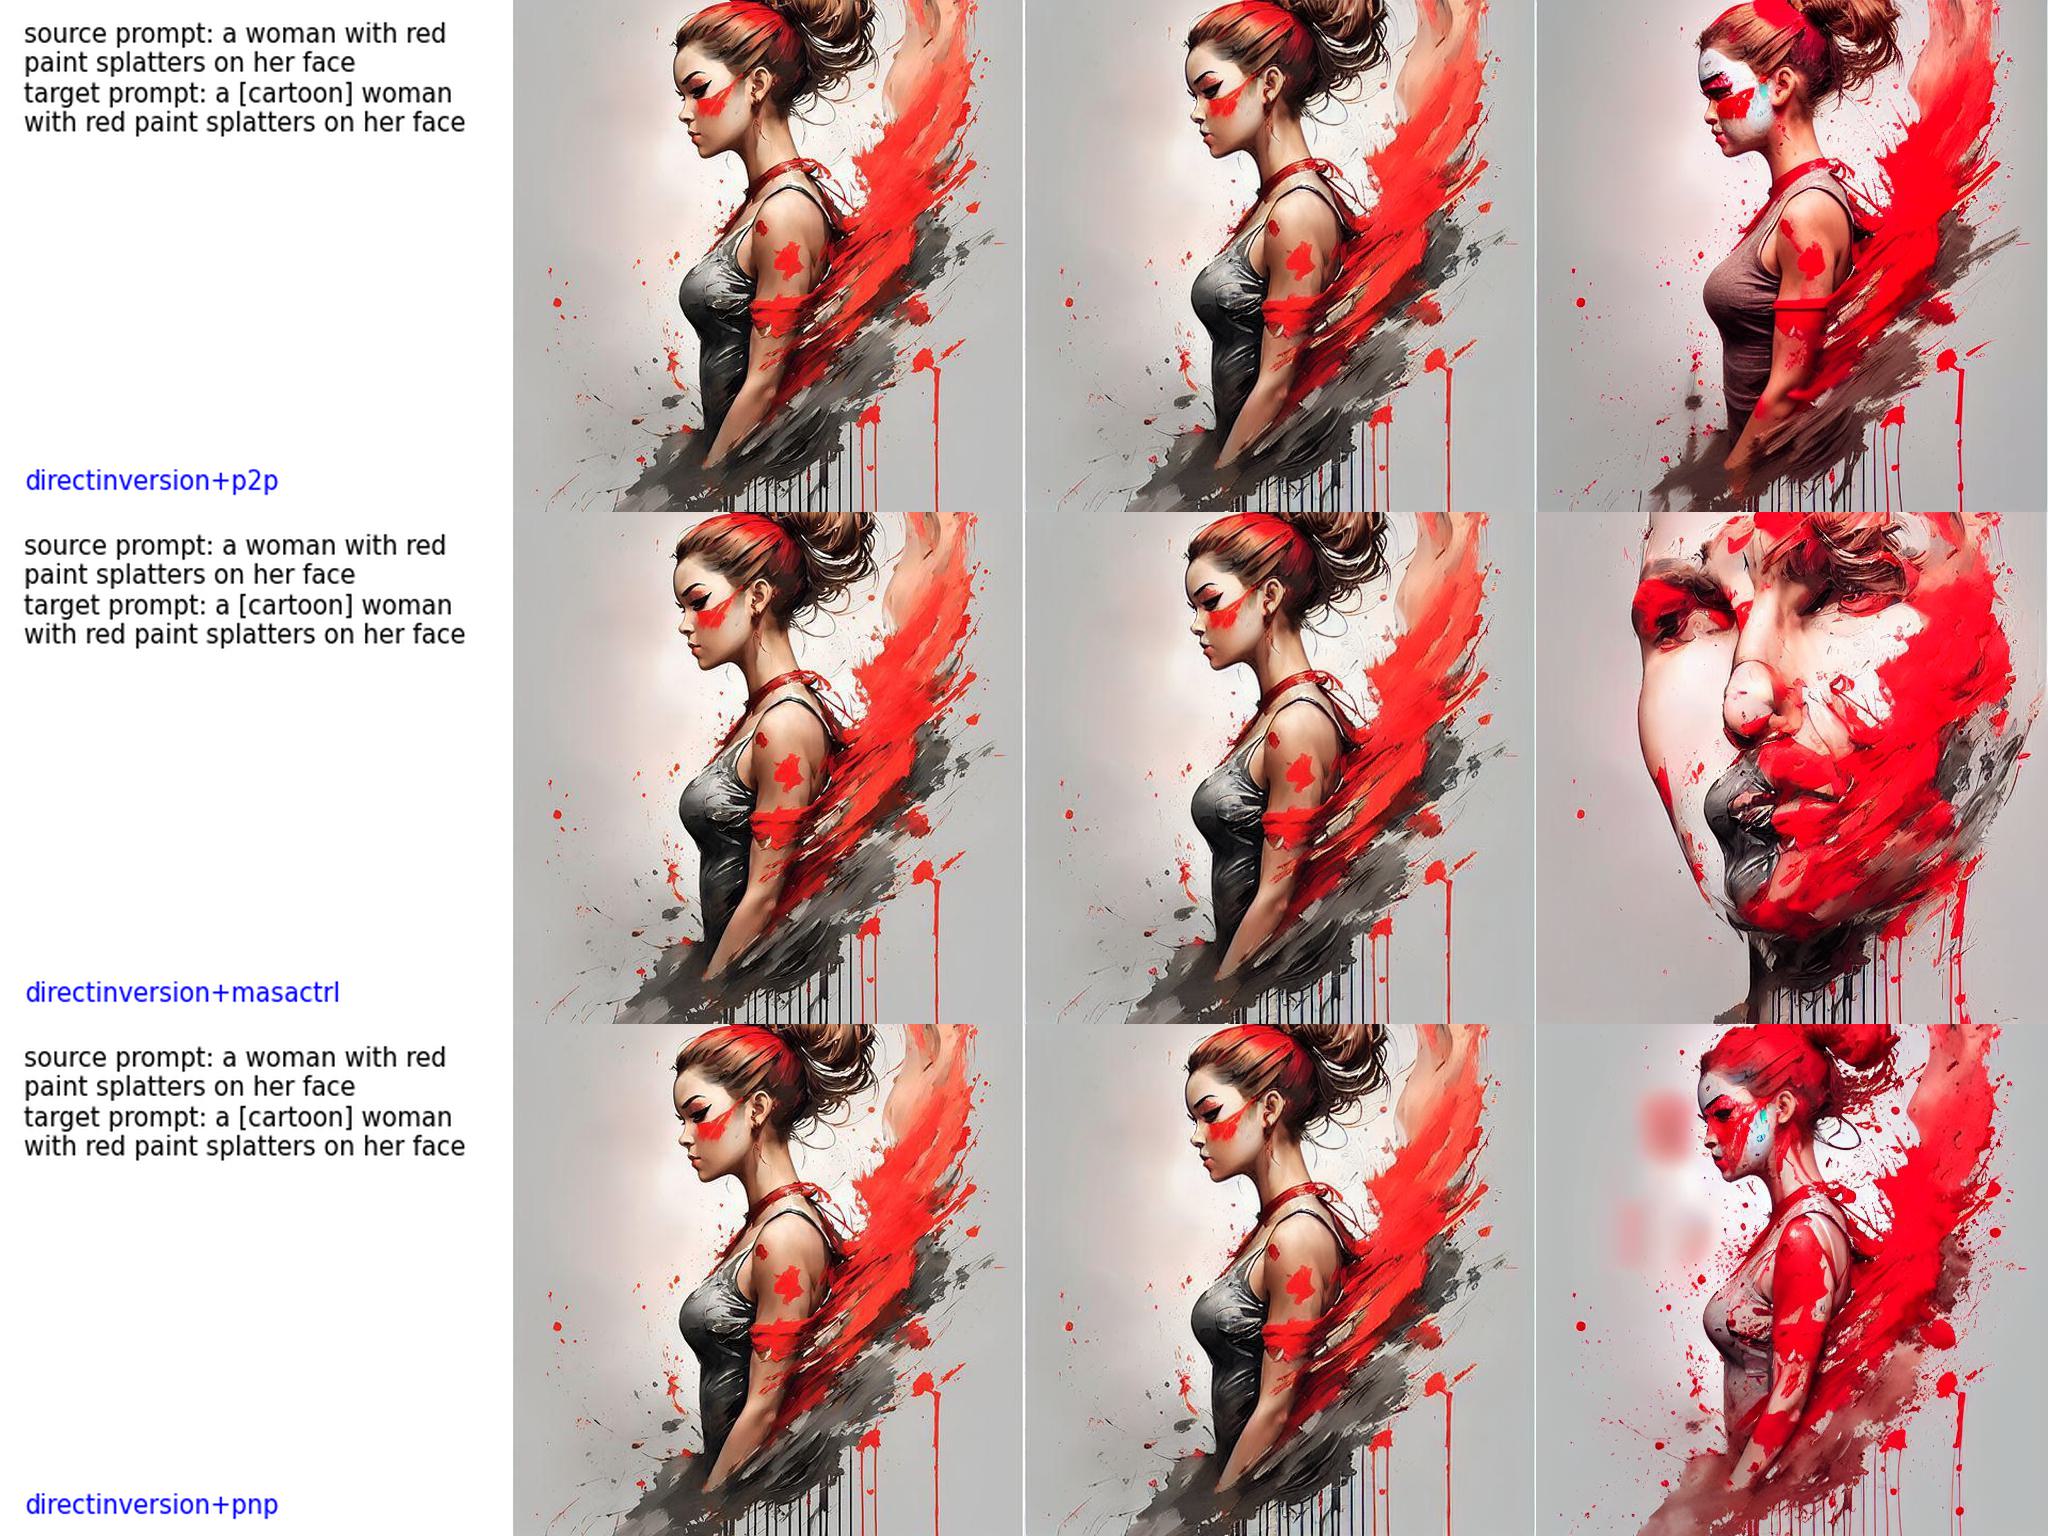 source prompt: a woman with red
paint splatters on her face
target prompt: a [cartoon] woman
with red paint splatters on her face
directinversion+p2p
source prompt: a woman with red
paint splatters on her face
target prompt: a [cartoon] woman
with red paint splatters on her face
directinversion+masactrl
source prompt: a woman with red
paint splatters on her face
target prompt: a [cartoon] woman
with red paint splatters on her face
directinversion+pnp